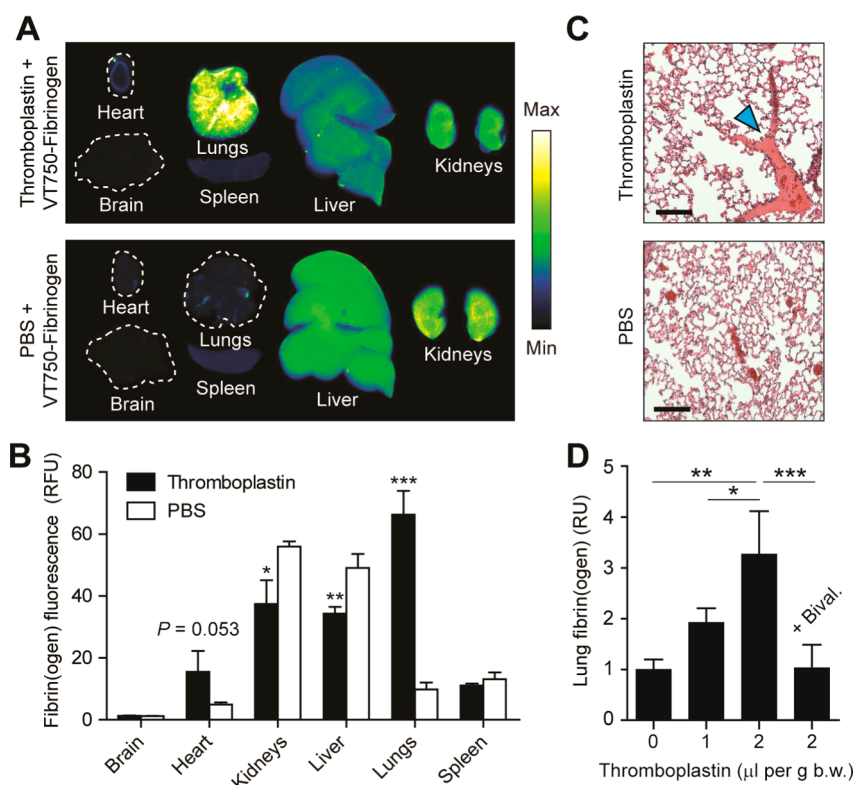 A
Thromboplastin +
VT750-Fibrinogen
Heart
Lungs
Brain
Spleen
Liver
Kidneys
Max
Min
PBS +
VT750-Fibrinogen
Heart
Lungs
Brain
Spleen
Liver
Kidneys
C
Thromboplastin
PBS
B
Fibrin(ogen) fluorescence (RFU)
80
60
40
20
0
Thromboplastin
PBS
P = 0.053
*
**
***
Brain
Heart
Kidneys
Liver
Lungs
Spleen
D
Lung fibrin(ogen) (RU)
5
4
3
2
1
0
**
*
***
+ Bival.
0 1 2 2
Thromboplastin (µl per g b.w.)